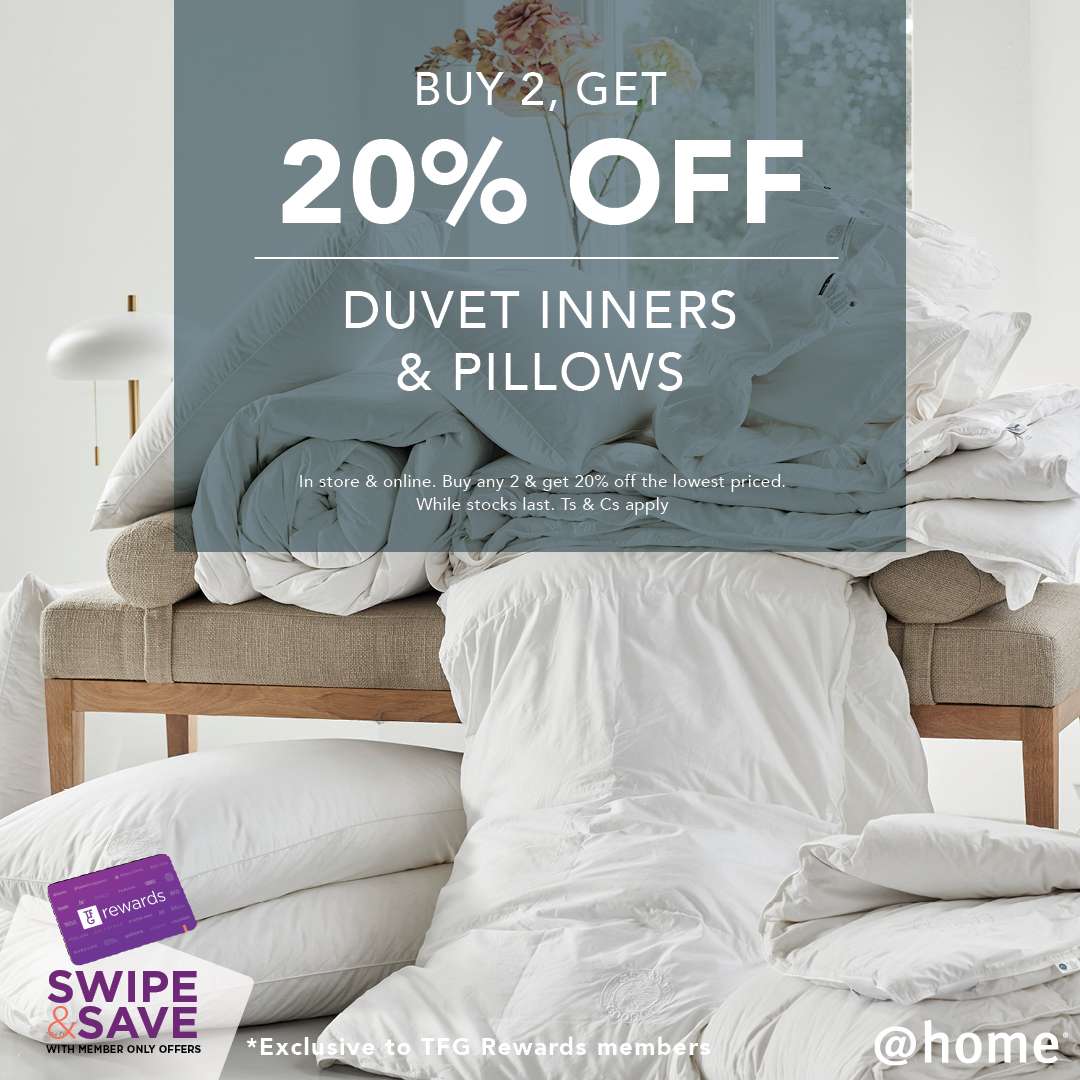 BUY 2, GET
20% OFF
DUVET INNERS
& PILLOWS
In store & online. Buy any 2 & get 20% off the lowest priced.
While stocks last. Ts & Cs apply
TFG rewards
SWIPE
&SAVE
WITH MEMBER ONLY OFFERS
*Exclusive to TFG Rewards members
@home®